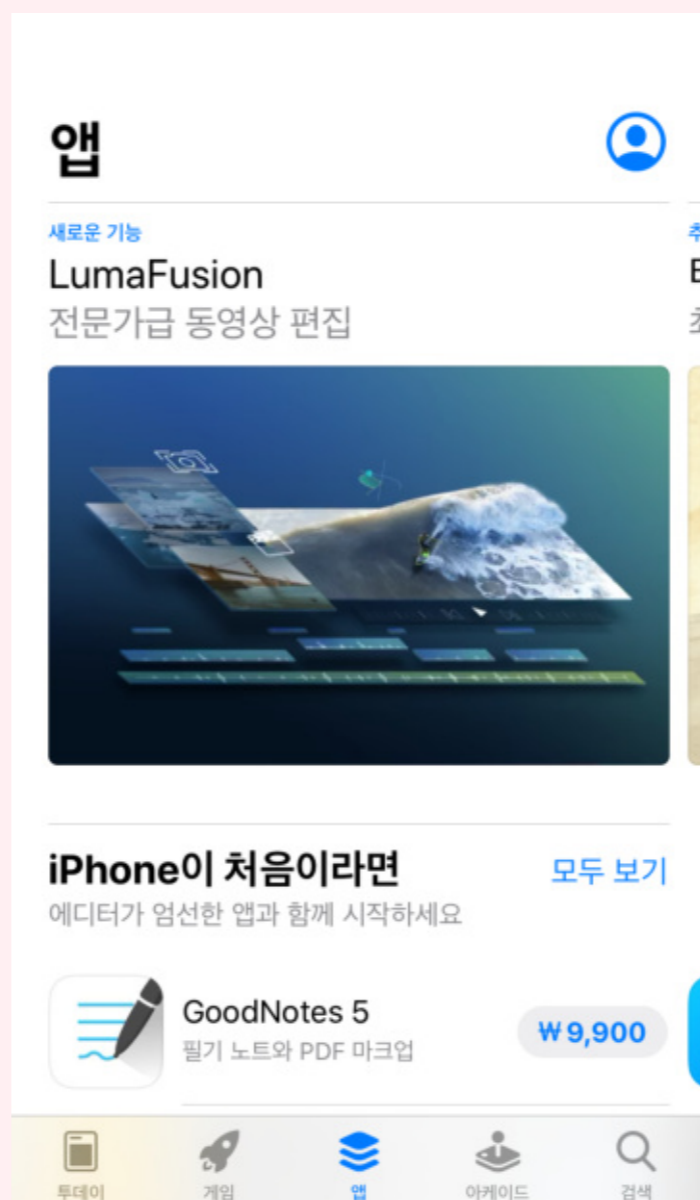 앱
새로운 기능
LumaFusion
전문가급 동영상 편집
iPhone이 처음이라면
모두 보기
에디터가 엄선한 앱과 함께 시작하세요
GoodNotes 5
필기 노트와 PDF 마크업
₩9,900
투데이
게임
앱
아케이드
검색